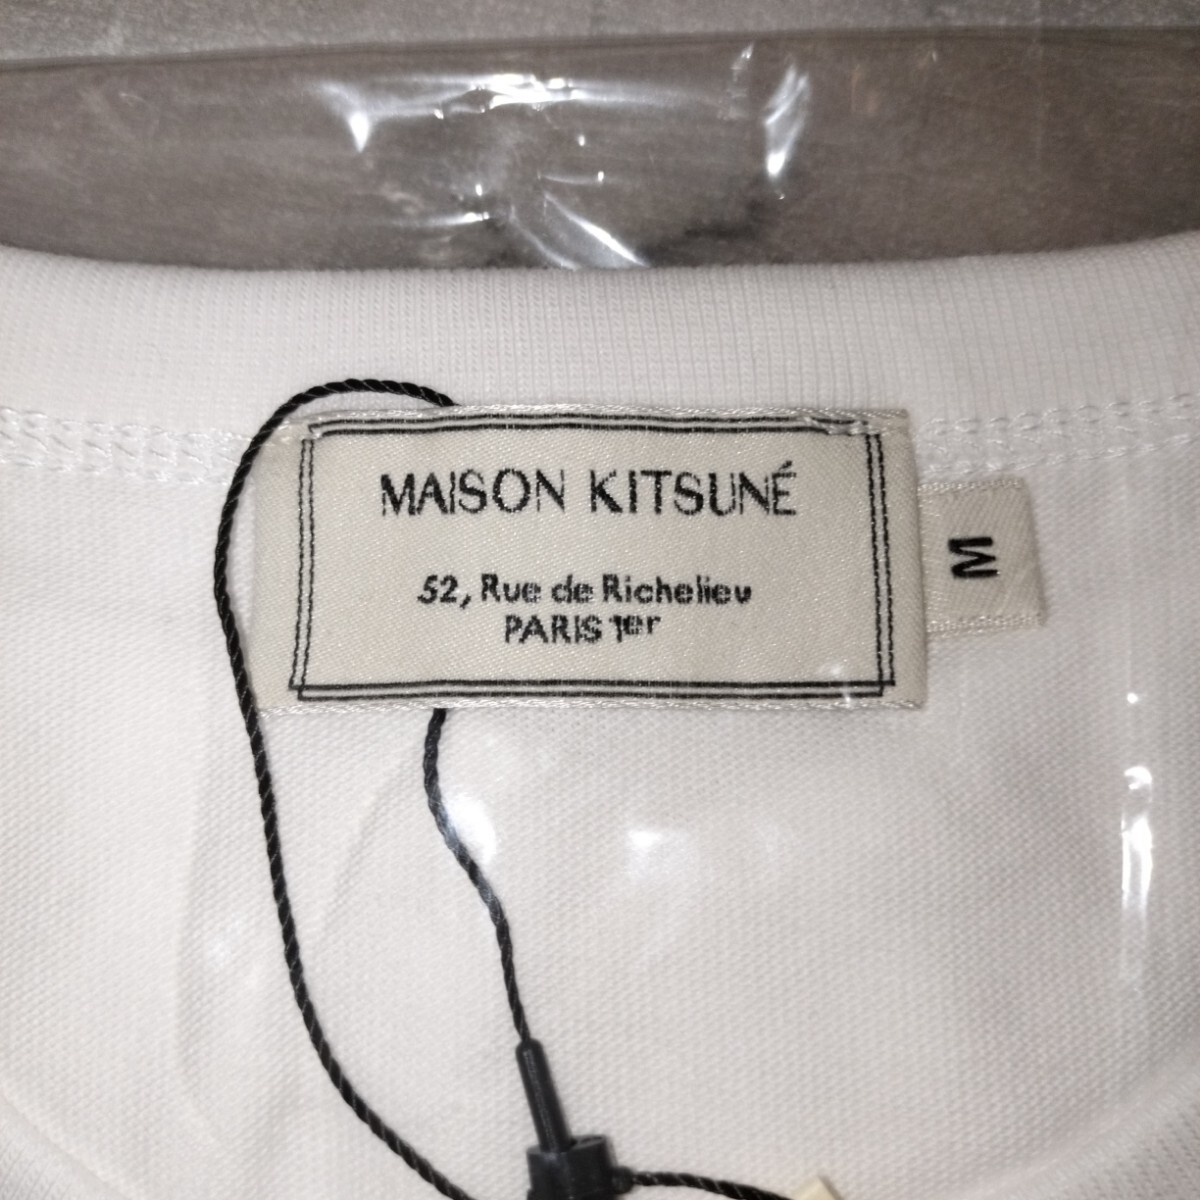 MAISON KITSUNÉ
52, Rue de Richelieu
PARIS 1er
M